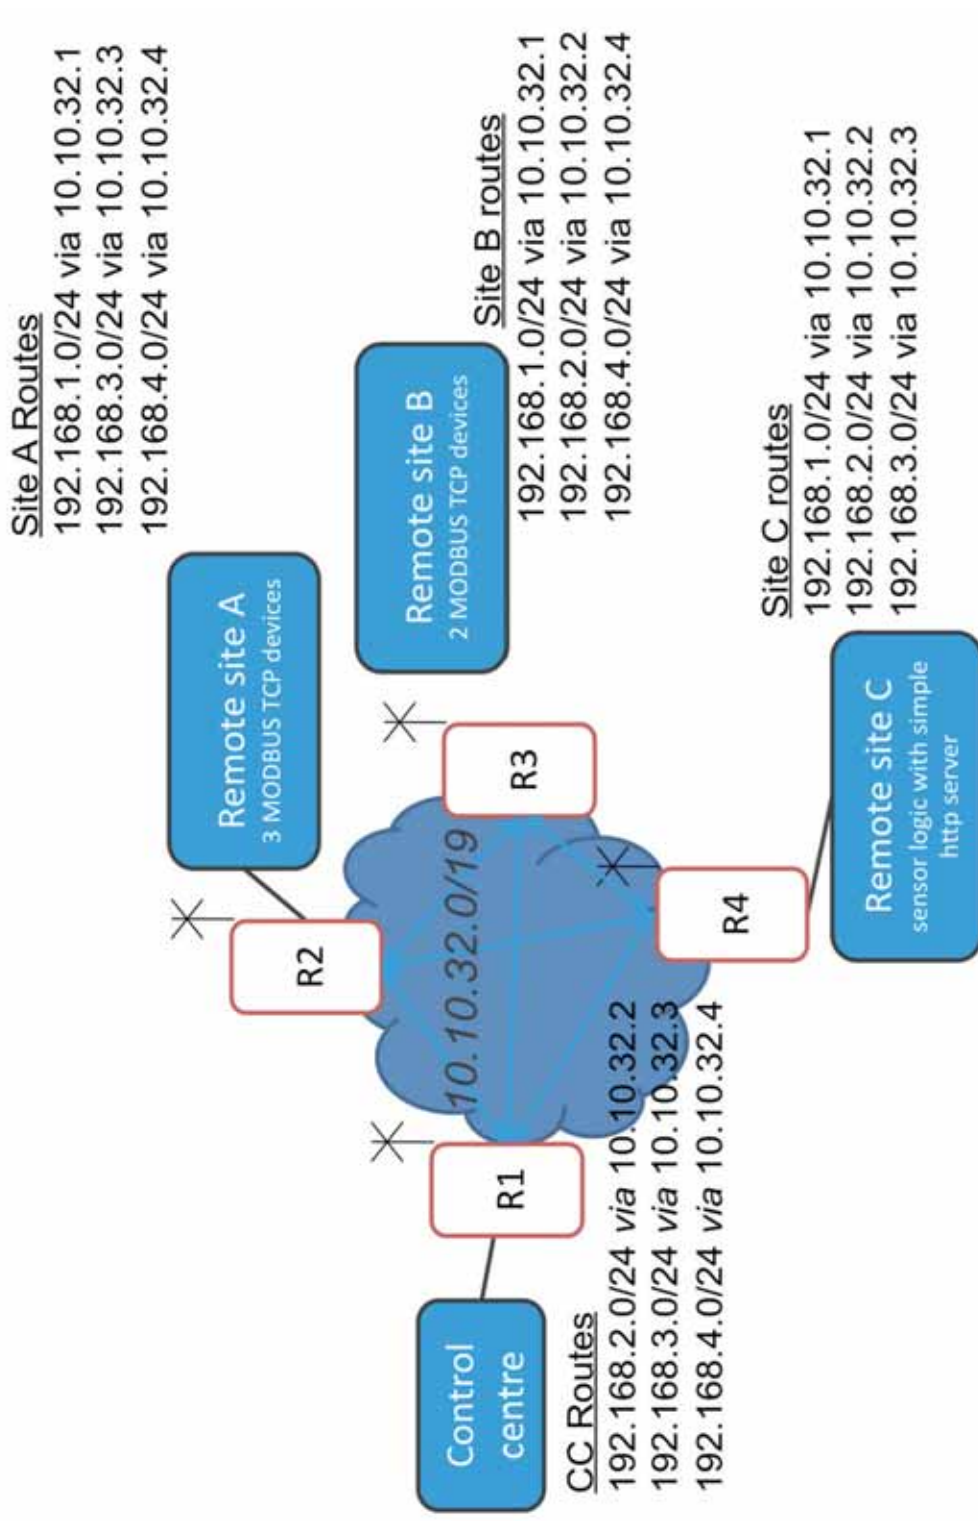 Site A Routes
192.168.1.0/24 via 10.10.32.1
192.168.3.0/24 via 10.10.32.3
192.168.4.0/24 via 10.10.32.4
Remote site A
3 MODBUS TCP devices
R2
Remote site B
2 MODBUS TCP devices
Site B routes
192.168.1.0/24 via 10.10.32.1
192.168.2.0/24 via 10.10.32.2
192.168.4.0/24 via 10.10.32.4
R3
10.10.32.0/19
Control
centre
R1
CC Routes
192.168.2.0/24 via 10.10.32.2
192.168.3.0/24 via 10.10.32.3
192.168.4.0/24 via 10.10.32.4
R4
Site C routes
192.168.1.0/24 via 10.10.32.1
192.168.2.0/24 via 10.10.32.2
192.168.3.0/24 via 10.10.32.3
Remote site C
sensor logic with simple
http server